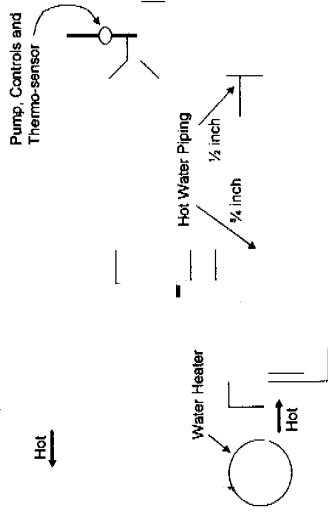 Pump, Controls and
Thermo-sensor
Hot Water Piping
½ inch
¾ inch
Water Heater
Hot
Hot